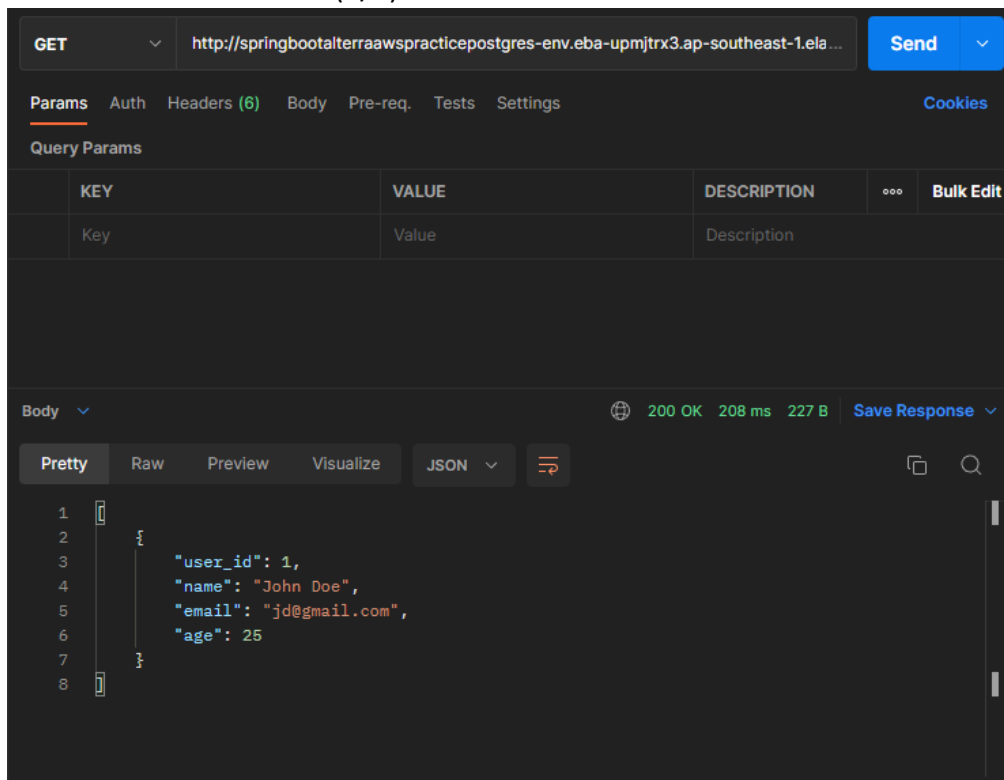 GET http://springbootalterraawspracticepostgres-env.eba-upmjtrx3.ap-southeast-1.ela... Send
Params Auth Headers (6) Body Pre-req. Tests Settings Cookies
Query Params
KEY VALUE DESCRIPTION ooo Bulk Edit
Key Value Description
Body 200 OK 208 ms 227 B Save Response
Pretty Raw Preview Visualize JSON
1 [
2 {
3 "user_id": 1,
4 "name": "John Doe",
5 "email": "jd@gmail.com",
6 "age": 25
7 }
8 ]